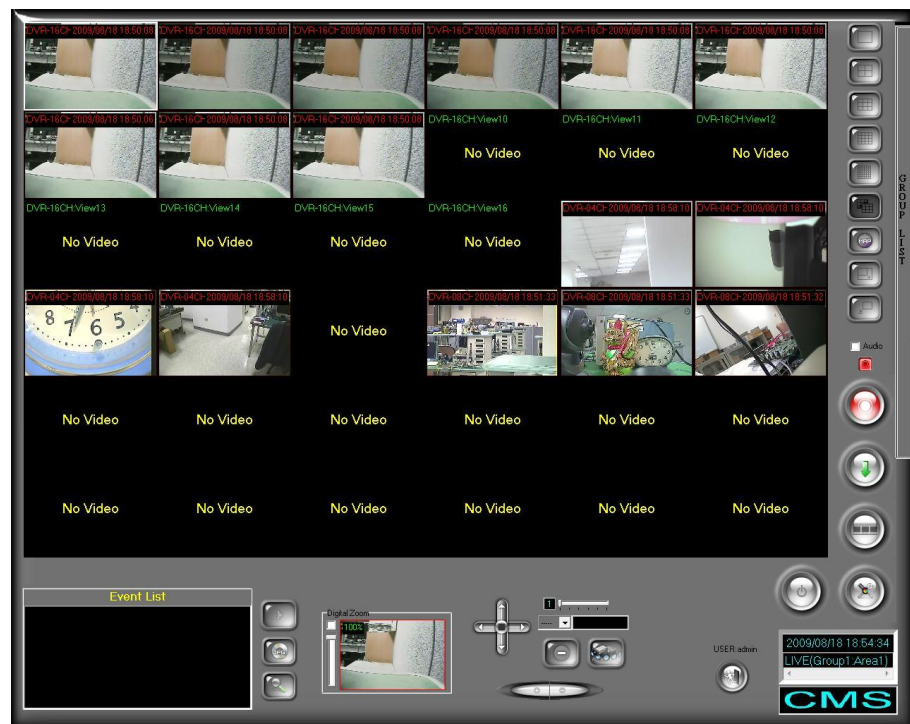 DVR-16CH 2009/08/18 18:50:08 DVR-16CH 2009/08/18 18:50:08 DVR-16CH 2009/08/18 18:50:08 DVR-16CH 2009/08/18 18:50:08 DVR-16CH 2009/08/18 18:50:08 DVR-16CH 2009/08/18 18:50:08
DVR-16CH 2009/08/18 18:50:06 DVR-16CH 2009/08/18 18:50:08 DVR-16CH 2009/08/18 18:50:08 DVR-16CH:View10 DVR-16CH:View11 DVR-16CH:View12
No Video No Video No Video
DVR-16CH:View13 DVR-16CH:View14 DVR-16CH:View15 DVR-16CH:View16 DVR-04CH 2009/08/18 18:58:10 DVR-04CH 2009/08/18 18:58:10
No Video No Video No Video No Video
DVR-04CH 2009/08/18 18:58:10 DVR-04CH 2009/08/18 18:58:10 DVR-08CH 2009/08/18 18:51:33 DVR-08CH 2009/08/18 18:51:33 DVR-08CH 2009/08/18 18:51:32
8 7 6 5
No Video
No Video No Video No Video No Video No Video No Video
No Video No Video No Video No Video No Video No Video
MAP
GROUP LIST
Audio
Event List
Digital Zoom
100%
1
-----
USER: admin
2009/08/18 18:54:34
LIVE(Group1:Area1)
CMS